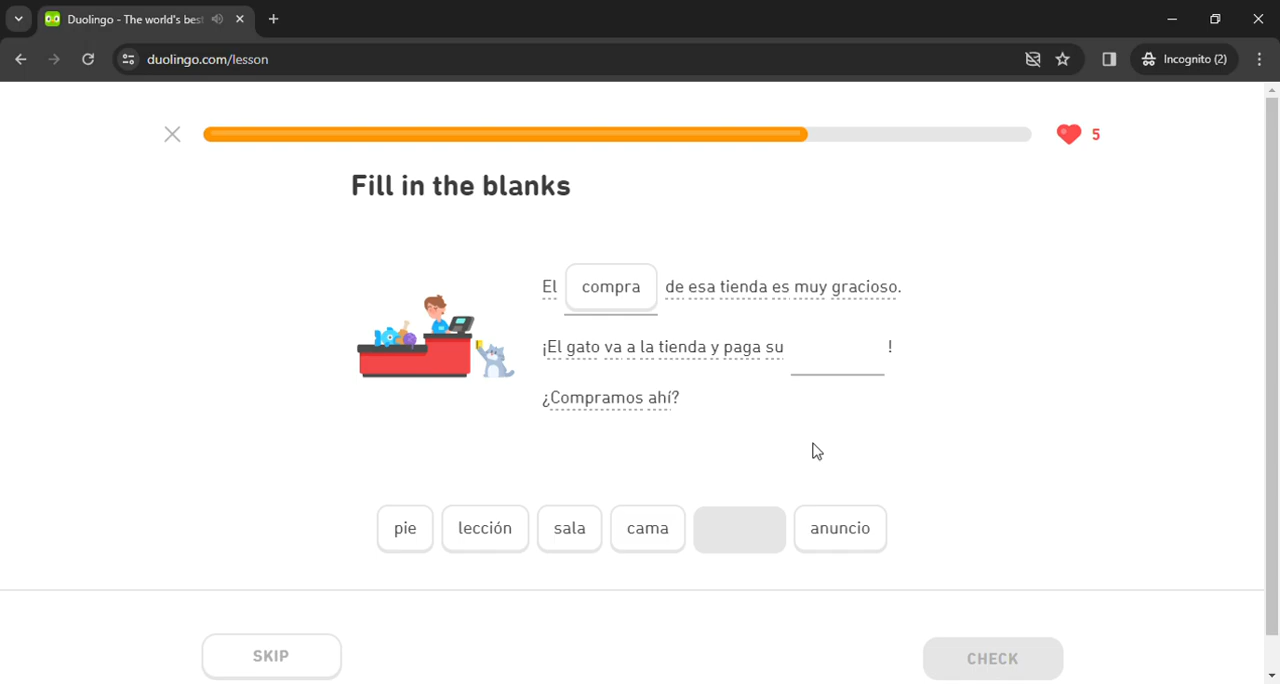 Duolingo - The world's best
duolingo.com/lesson
Incognito (2)
5
Fill in the blanks
El compra de esa tienda es muy gracioso.
¡El gato va a la tienda y paga su !
¿Compramos ahí?
pie lección sala cama anuncio
SKIP CHECK